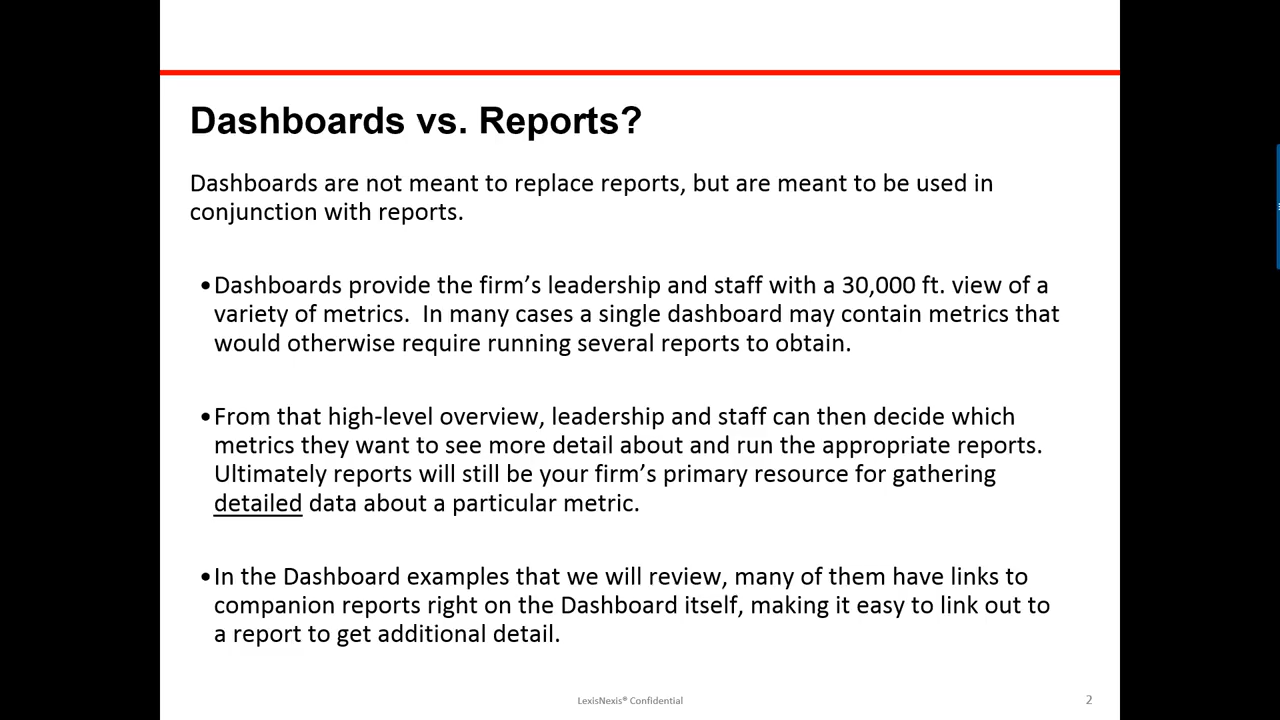 Dashboards vs. Reports?
Dashboards are not meant to replace reports, but are meant to be used in
conjunction with reports.
•Dashboards provide the firm’s leadership and staff with a 30,000 ft. view of a
variety of metrics.  In many cases a single dashboard may contain metrics that
would otherwise require running several reports to obtain.
•From that high-level overview, leadership and staff can then decide which
metrics they want to see more detail about and run the appropriate reports.
Ultimately reports will still be your firm’s primary resource for gathering
detailed data about a particular metric.
•In the Dashboard examples that we will review, many of them have links to
companion reports right on the Dashboard itself, making it easy to link out to
a report to get additional detail.
LexisNexis® Confidential
2